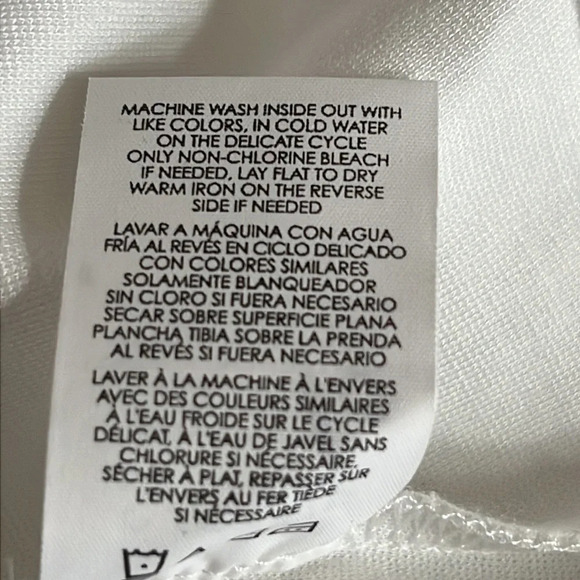 MACHINE WASH INSIDE OUT WITH
LIKE COLORS, IN COLD WATER
ON THE DELICATE CYCLE
ONLY NON-CHLORINE BLEACH
IF NEEDED, LAY FLAT TO DRY
WARM IRON ON THE REVERSE
SIDE IF NEEDED
LAVAR A MÁQUINA CON AGUA
FRÍA AL REVÉS EN CICLO DELICADO
CON COLORES SIMILARES
SOLAMENTE BLANQUEADOR
SIN CLORO SI FUERA NECESARIO
SECAR SOBRE SUPERFICIE PLANA
PLANCHA TIBIA SOBRE LA PRENDA
AL REVÉS SI FUERA NECESARIO
LAVER À LA MACHINE À L'ENVERS
AVEC DES COULEURS SIMILAIRES
À L'EAU FROIDE SUR LE CYCLE
DÉLICAT, À L'EAU DE JAVEL SANS
CHLORURE SI NÉCESSAIRE,
SÉCHER À PLAT, REPASSER SUR
L'ENVERS AU FER TIÈDE
SI NÉCESSAIRE